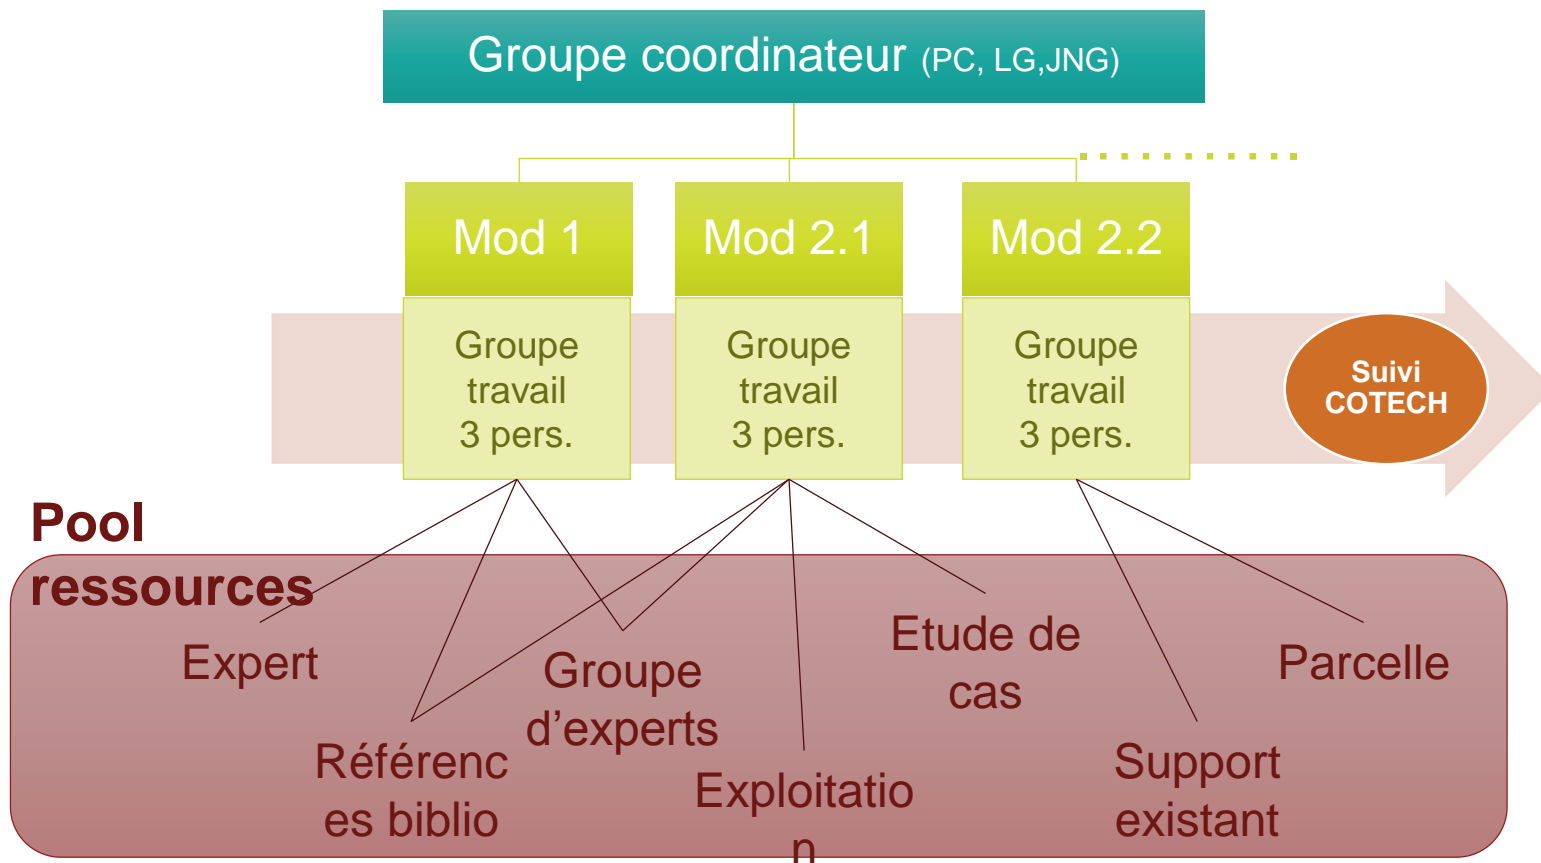 Groupe coordinateur (PC, LG,JNG)
Mod 1
Mod 2.1
Mod 2.2
Groupe
travail
3 pers.
Groupe
travail
3 pers.
Groupe
travail
3 pers.
Suivi
COTECH
Pool
ressources
Expert
Groupe
d’experts
Etude de
cas
Parcelle
Référenc
es biblio
Exploitatio
n
Support
existant